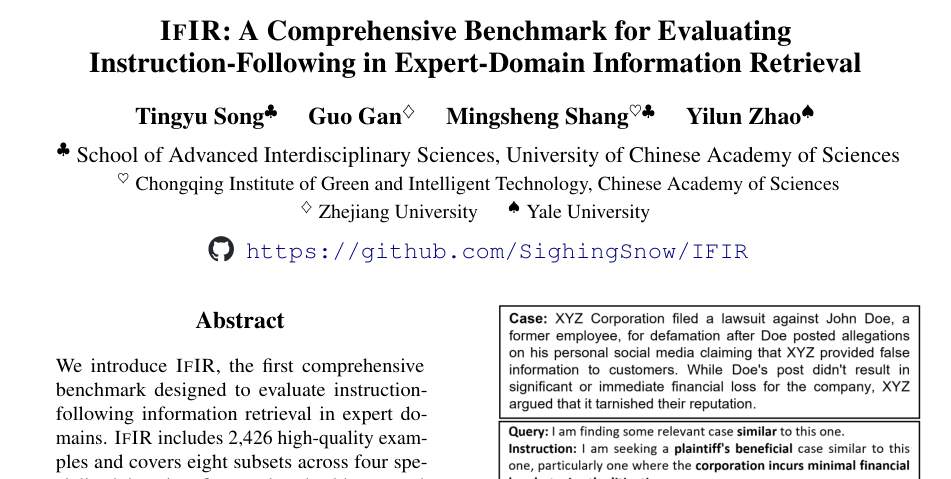 IFIR: A Comprehensive Benchmark for Evaluating
Instruction-Following in Expert-Domain Information Retrieval
Tingyu Song♣ Guo Gan♢ Mingsheng Shang♡♣ Yilun Zhao♠
♣ School of Advanced Interdisciplinary Sciences, University of Chinese Academy of Sciences
♡ Chongqing Institute of Green and Intelligent Technology, Chinese Academy of Sciences
♢ Zhejiang University ♠ Yale University
https://github.com/SighingSnow/IFIR
Abstract
We introduce IFIR, the first comprehensive
benchmark designed to evaluate instruction-
following information retrieval in expert do-
mains. IFIR includes 2,426 high-quality exam-
ples and covers eight subsets across four spe-
Case: XYZ Corporation filed a lawsuit against John Doe, a
former employee, for defamation after Doe posted allegations
on his personal social media claiming that XYZ provided false
information to customers. While Doe's post didn't result in
significant or immediate financial loss for the company, XYZ
argued that it tarnished their reputation.
Query: I am finding some relevant case similar to this one.
Instruction: I am seeking a plaintiff's beneficial case similar to this
one, particularly one where the corporation incurs minimal financial